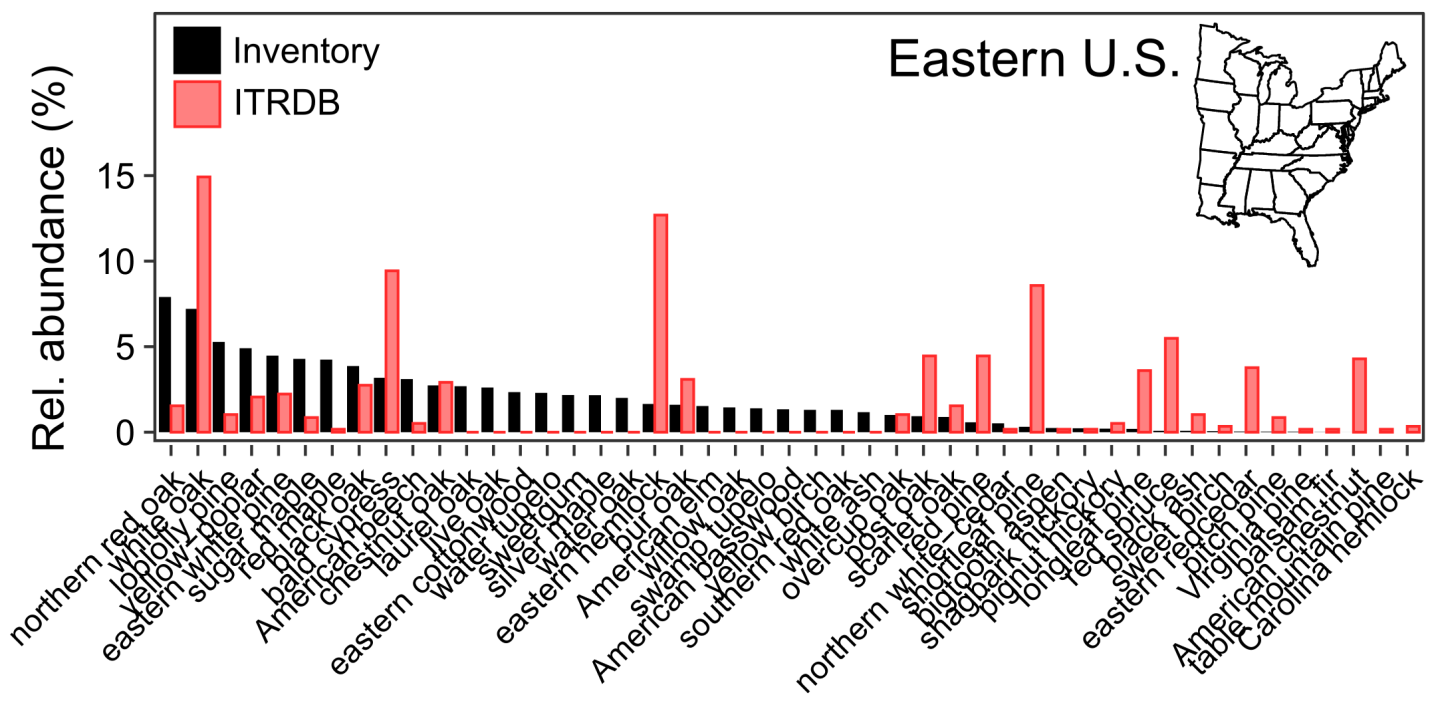 Inventory
ITRDB
Eastern U.S.
Rel. abundance (%)
15
10
5
0
northern red oak
white oak
loblolly pine
yellow-poplar
eastern white pine
sugar maple
red maple
black oak
bald cypress
American beech
chestnut oak
laurel oak
live oak
eastern cottonwood
water tupelo
sweetgum
silver maple
water oak
eastern hemlock
bur oak
American elm
willow oak
swamp tupelo
American basswood
yellow birch
southern red oak
white ash
overcup oak
post oak
scarlet oak
red pine
northern white-cedar
shortleaf pine
bigtooth aspen
shagbark hickory
pignut hickory
longleaf pine
red spruce
black ash
sweet birch
eastern redcedar
pitch pine
Virginia pine
balsam fir
American chestnut
table mountain pine
Carolina hemlock